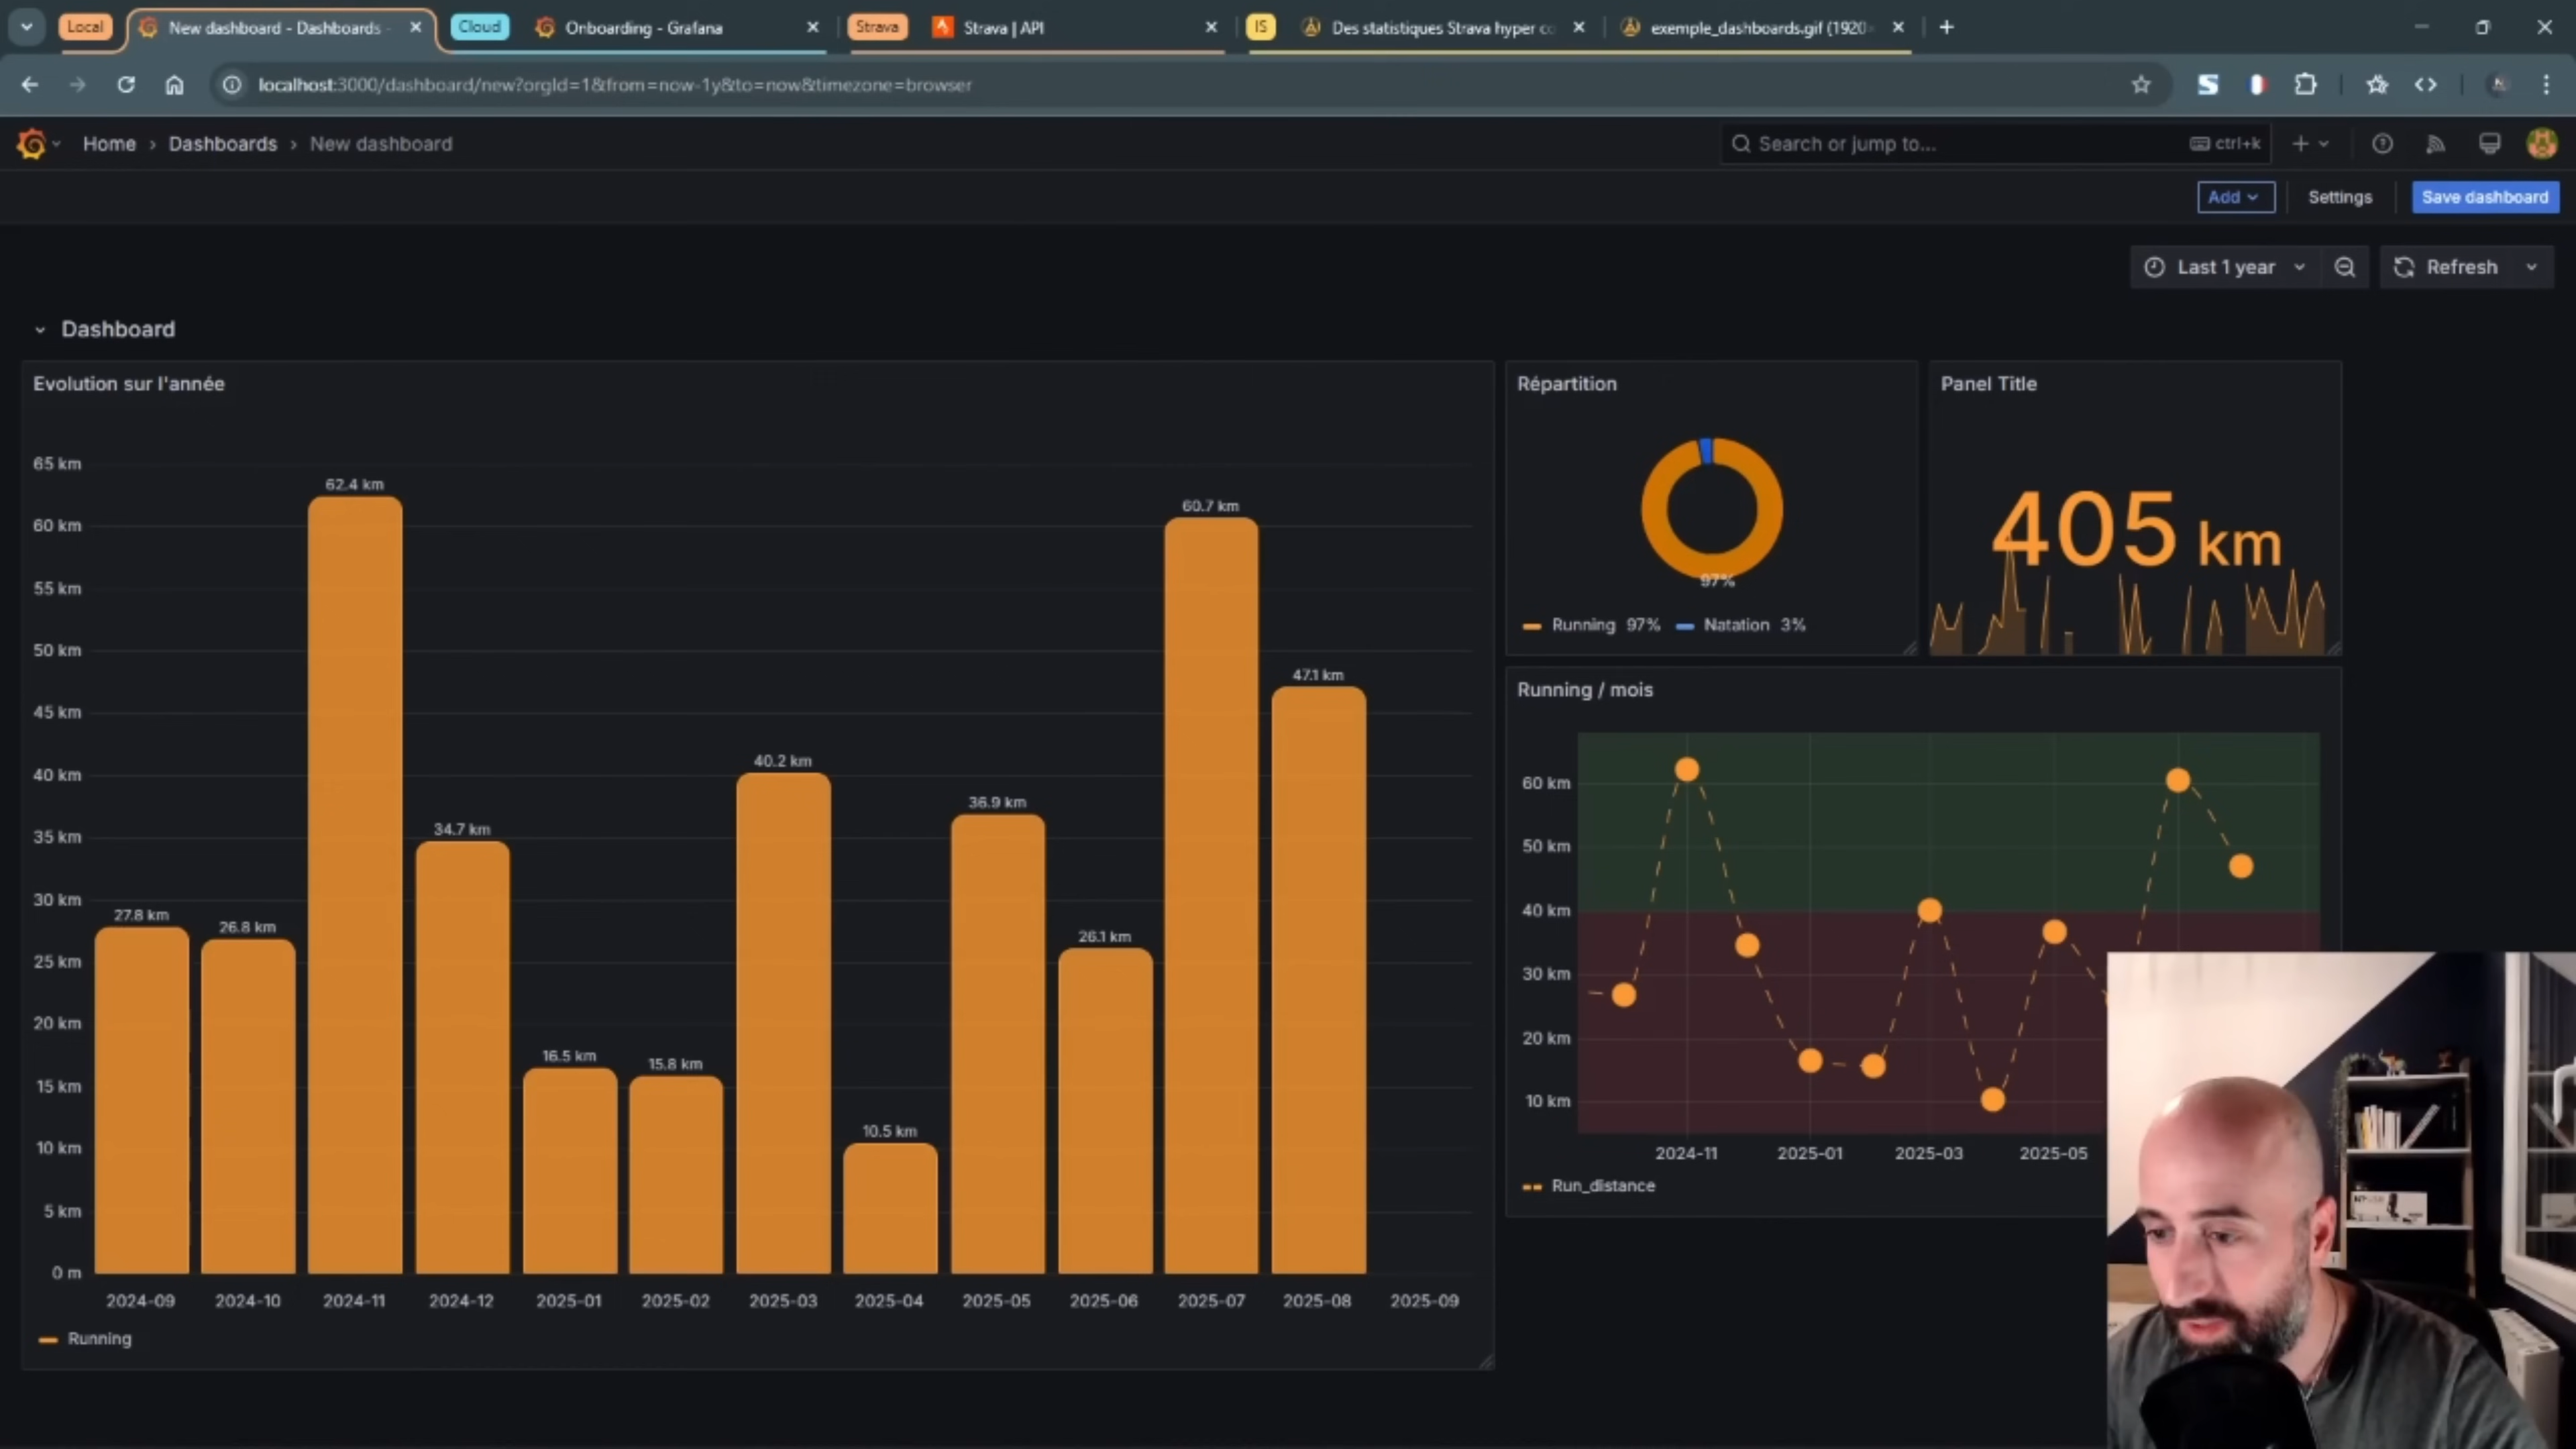 Local
New dashboard - Dashboards -
Cloud
Onboarding - Grafana
Strava
Strava | API
IS
Des statistiques Strava hyper co
exemple_dashboards.gif (1920
localhost:3000/dashboard/new?orgId=1&from=now-1y&to=now&timezone=browser
Home › Dashboards › New dashboard
Search or jump to...
ctrl+k
Add
Settings
Save dashboard
Last 1 year
Refresh
Dashboard
Evolution sur l'année
65 km
60 km
55 km
50 km
45 km
40 km
35 km
30 km
25 km
20 km
15 km
10 km
5 km
0 m
27.8 km
26.8 km
62.4 km
34.7 km
16.5 km
15.8 km
40.2 km
10.5 km
36.9 km
26.1 km
60.7 km
47.1 km
2024-09 2024-10 2024-11 2024-12 2025-01 2025-02 2025-03 2025-04 2025-05 2025-06 2025-07 2025-08 2025-09
Running
Répartition
97%
Running 97% Natation 3%
Panel Title
405 km
Running / mois
60 km
50 km
40 km
30 km
20 km
10 km
2024-11 2025-01 2025-03 2025-05
Run_distance